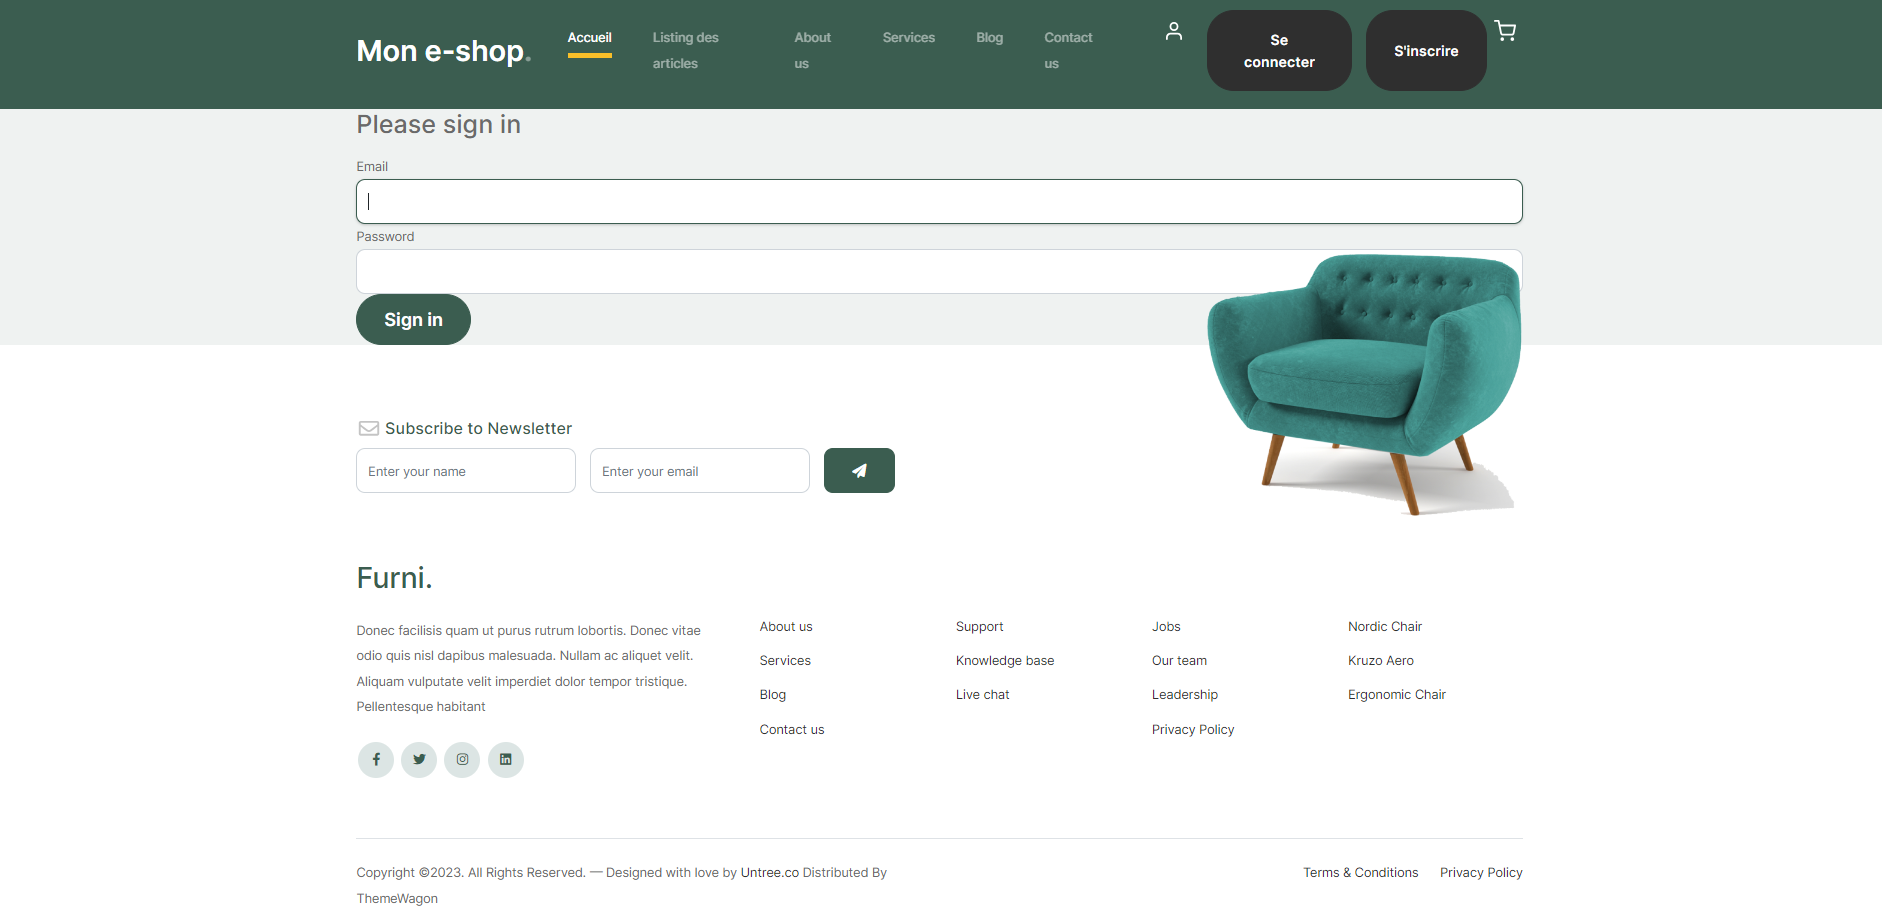 Mon e-shop.
Accueil
Listing des
articles
About
us
Services
Blog
Contact
us
Se
connecter
S'inscrire
Please sign in
Email
Password
Sign in
Subscribe to Newsletter
Enter your name
Enter your email
Furni.
Donec facilisis quam ut purus rutrum lobortis. Donec vitae
odio quis nisl dapibus malesuada. Nullam ac aliquet velit.
Aliquam vulputate velit imperdiet dolor tempor tristique.
Pellentesque habitant
About us
Services
Blog
Contact us
Support
Knowledge base
Live chat
Jobs
Our team
Leadership
Privacy Policy
Nordic Chair
Kruzo Aero
Ergonomic Chair
Copyright ©2023. All Rights Reserved. — Designed with love by Untree.co Distributed By
ThemeWagon
Terms & Conditions
Privacy Policy